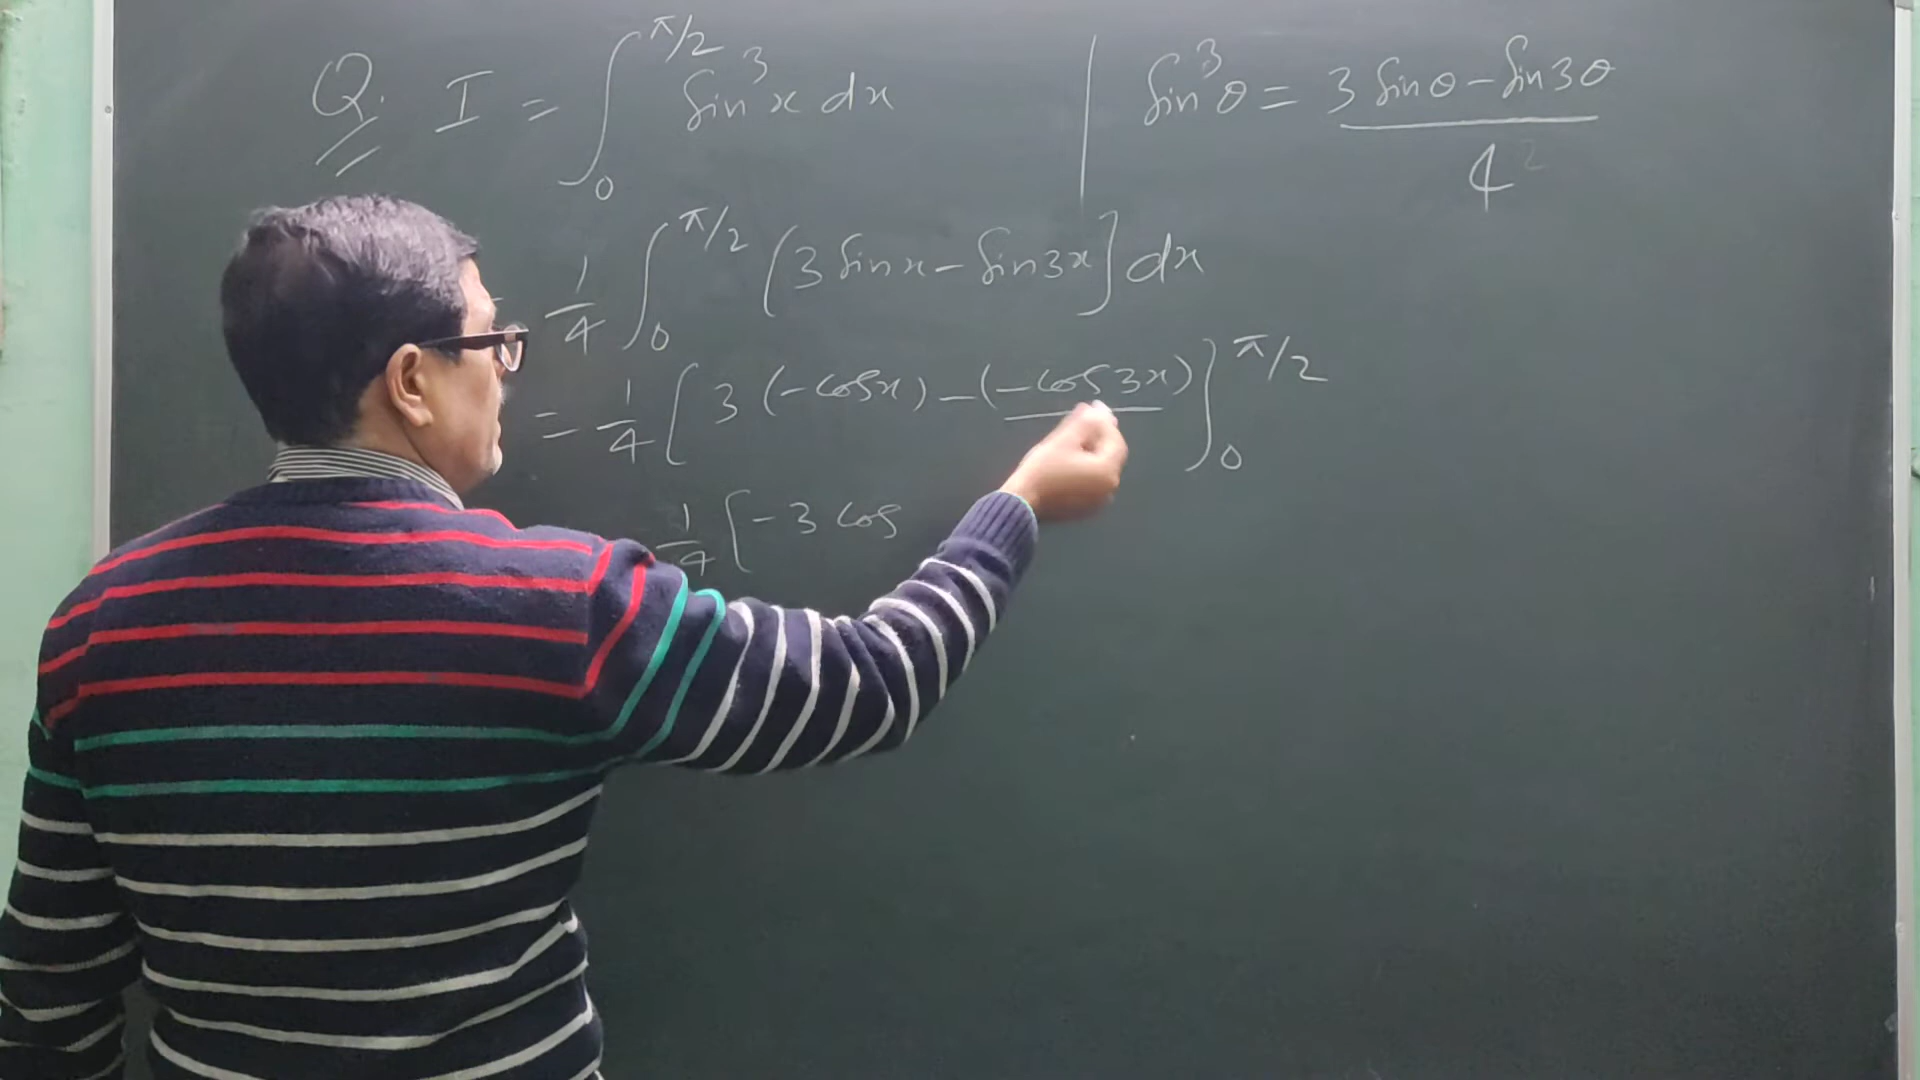 Q. I = ∫₀^{π/2} sin³x dx | sin³θ = (3 sinθ - sin3θ)/4
1/4 ∫₀^{π/2} (3 sinx - sin3x] dx
= 1/4 [3 (-cosx) - (-cos3x)]₀^{π/2}
1/4 [-3 cos